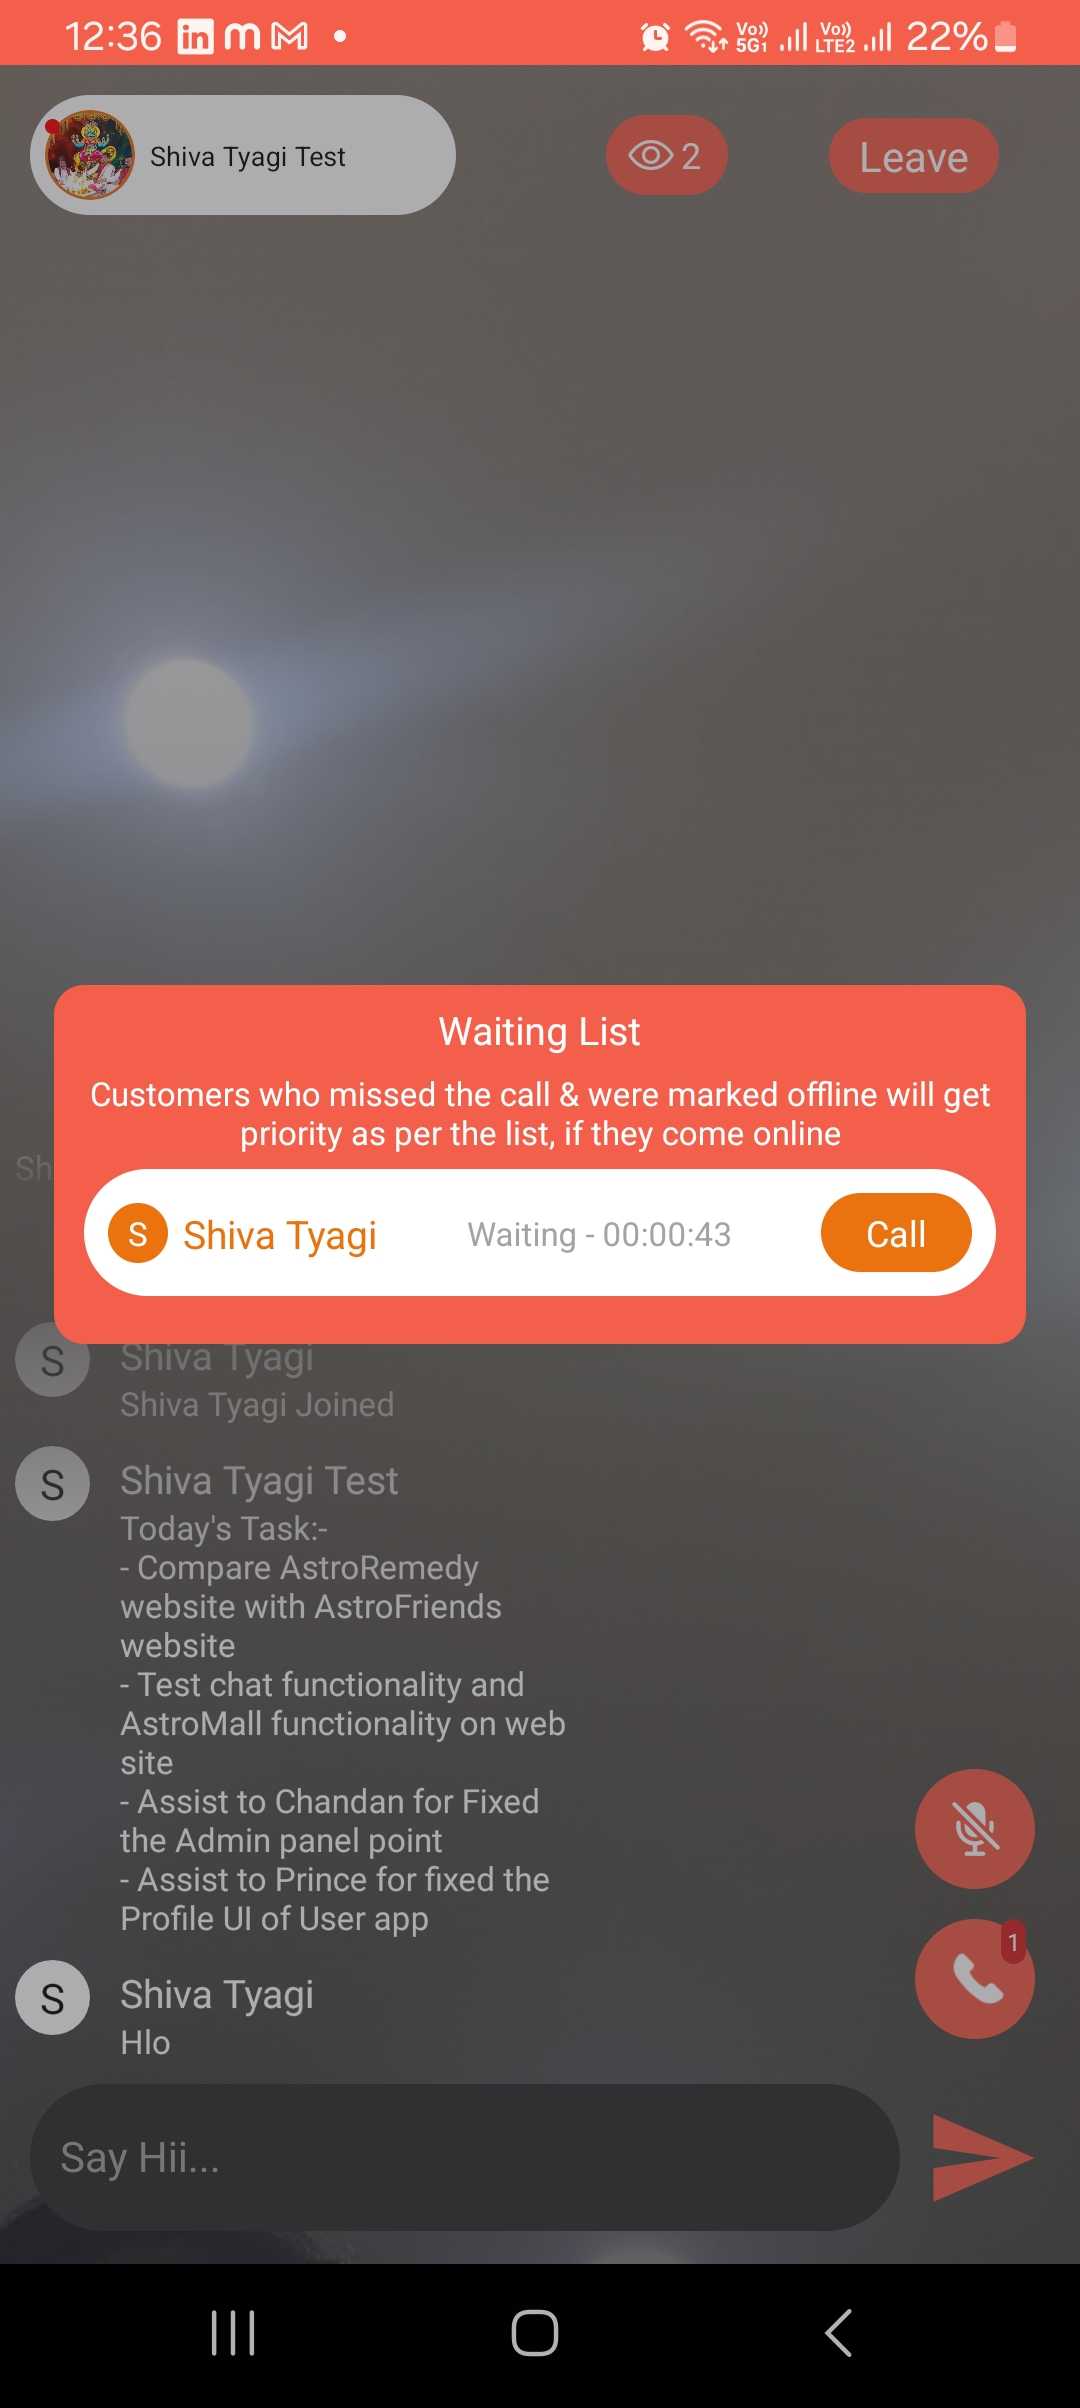 12:36
Vo)) 5G1
Vo)) LTE2
22%
Shiva Tyagi Test
2
Leave
Waiting List
Customers who missed the call & were marked offline will get
priority as per the list, if they come online
S Shiva Tyagi Waiting - 00:00:43 Call
Sh
S Shiva Tyagi
Shiva Tyagi Joined
S Shiva Tyagi Test
Today's Task:-
- Compare AstroRemedy
website with AstroFriends
website
- Test chat functionality and
AstroMall functionality on web
site
- Assist to Chandan for Fixed
the Admin panel point
- Assist to Prince for fixed the
Profile UI of User app
1
S Shiva Tyagi
Hlo
Say Hii...